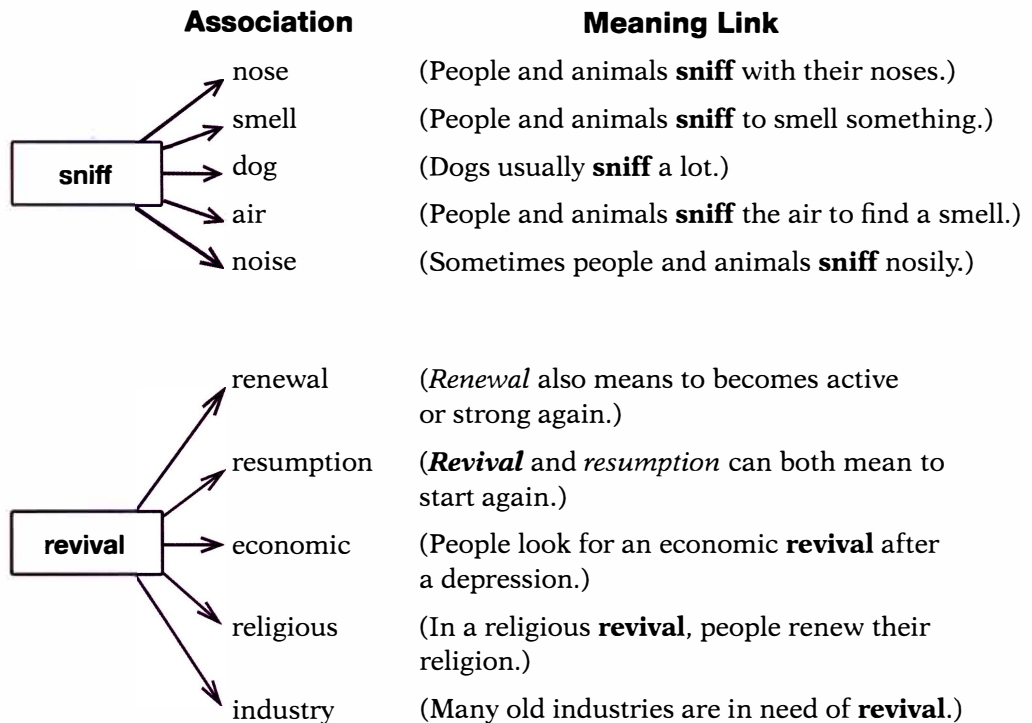 Association Meaning Link
nose (People and animals sniff with their noses.)
smell (People and animals sniff to smell something.)
sniff dog (Dogs usually sniff a lot.)
air (People and animals sniff the air to find a smell.)
noise (Sometimes people and animals sniff nosily.)
renewal (Renewal also means to becomes active
or strong again.)
resumption (Revival and resumption can both mean to
start again.)
revival economic (People look for an economic revival after
a depression.)
religious (In a religious revival, people renew their
religion.)
industry (Many old industries are in need of revival.)